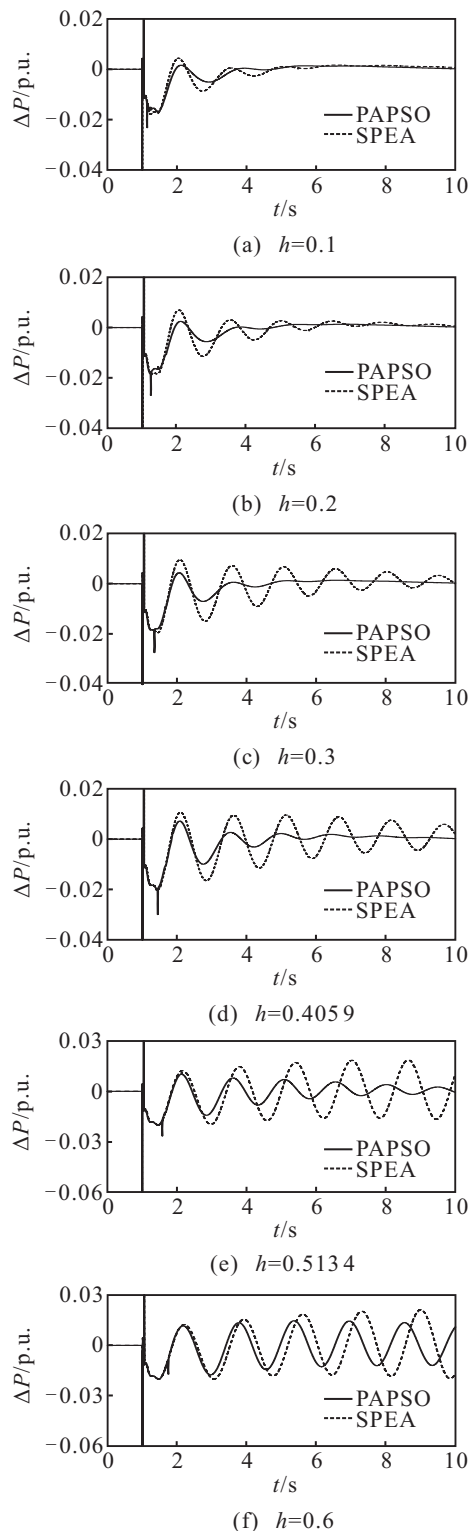 0.02
0
−0.02
−0.04
ΔP/p.u.
PAPSO
SPEA
0 2 4 6 8 10
t/s
(a) h=0.1
0.02
0
−0.02
−0.04
ΔP/p.u.
PAPSO
SPEA
0 2 4 6 8 10
t/s
(b) h=0.2
0.02
0
−0.02
−0.04
ΔP/p.u.
PAPSO
SPEA
0 2 4 6 8 10
t/s
(c) h=0.3
0.02
0
−0.02
−0.04
ΔP/p.u.
PAPSO
SPEA
0 2 4 6 8 10
t/s
(d) h=0.4059
0.03
0
−0.03
−0.06
ΔP/p.u.
PAPSO
SPEA
0 2 4 6 8 10
t/s
(e) h=0.5134
0.03
0
−0.03
−0.06
ΔP/p.u.
PAPSO
SPEA
0 2 4 6 8 10
t/s
(f) h=0.6